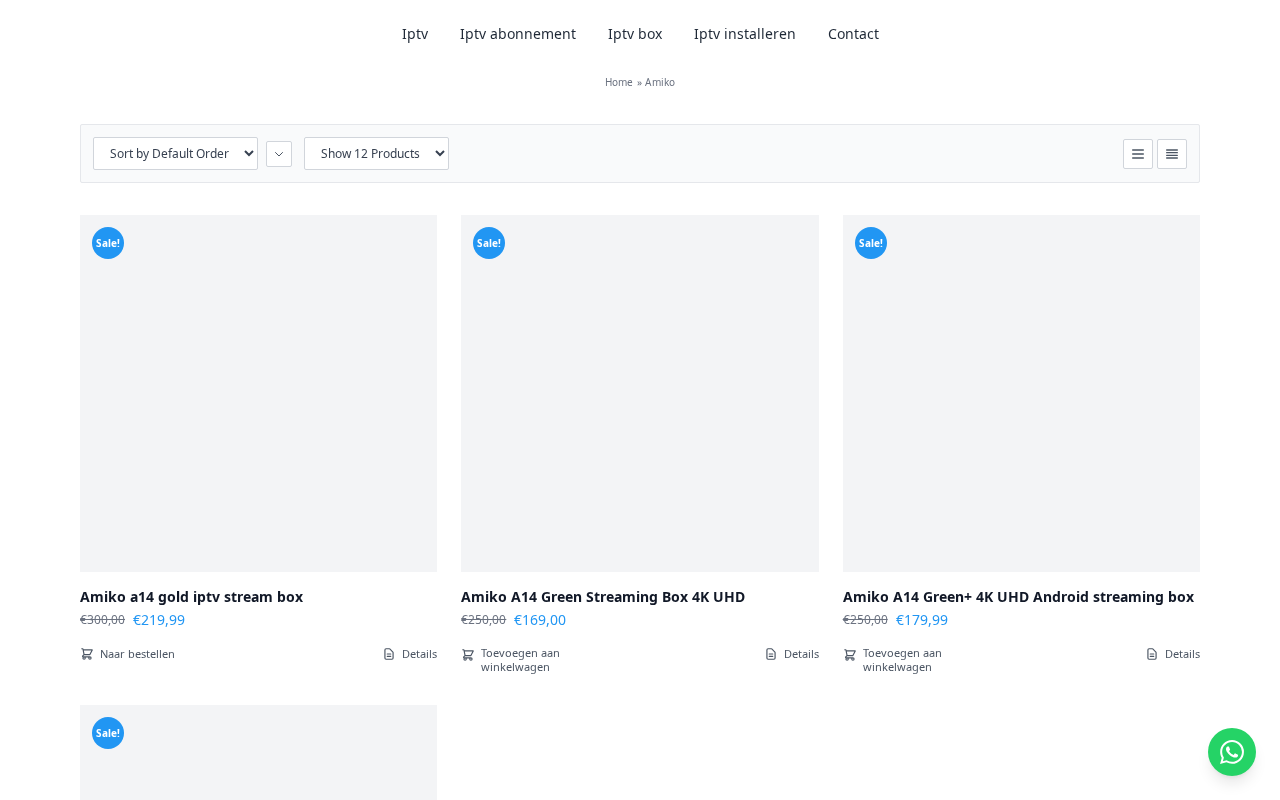 Iptv Iptv abonnement Iptv box Iptv installeren Contact
Home » Amiko
Sort by Default Order Show 12 Products
Sale! Sale! Sale!
Amiko a14 gold iptv stream box
€300,00 €219,99
Naar bestellen Details
Amiko A14 Green Streaming Box 4K UHD
€250,00 €169,00
Toevoegen aan
winkelwagen
Details
Amiko A14 Green+ 4K UHD Android streaming box
€250,00 €179,99
Toevoegen aan
winkelwagen
Details
Sale!